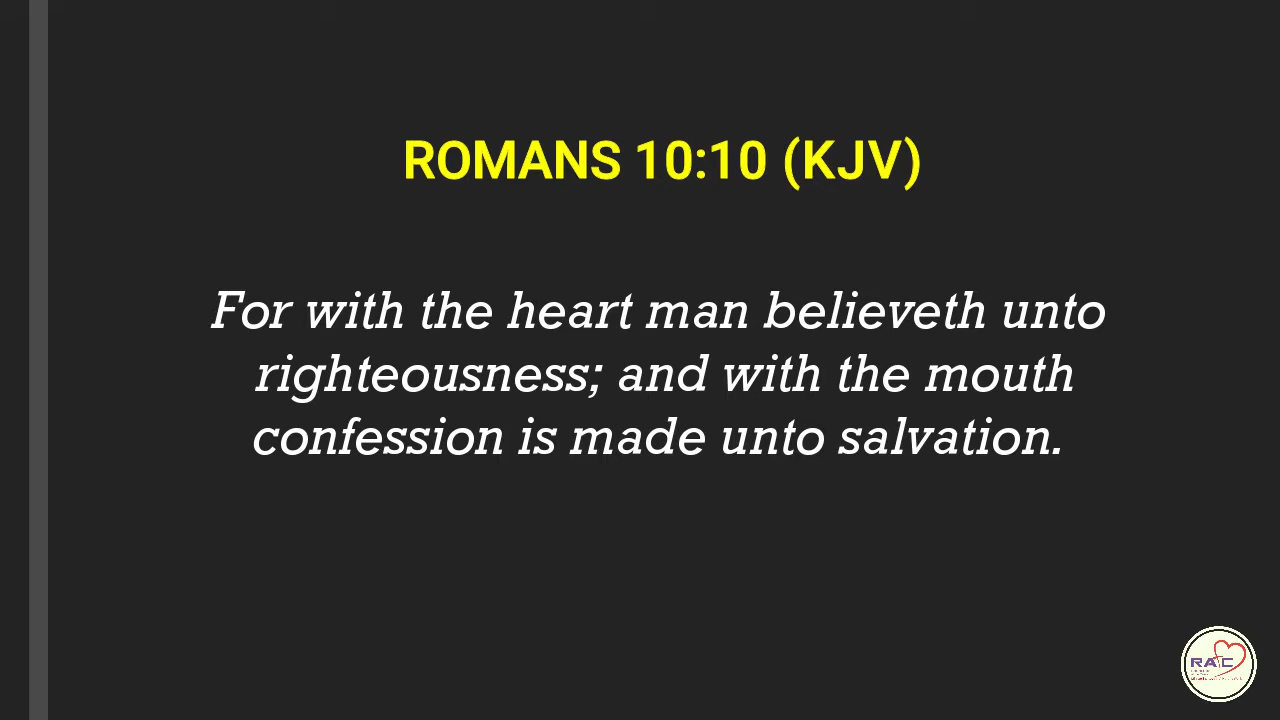 ROMANS 10:10 (KJV)
For with the heart man believeth unto
righteousness; and with the mouth
confession is made unto salvation.
RAFC